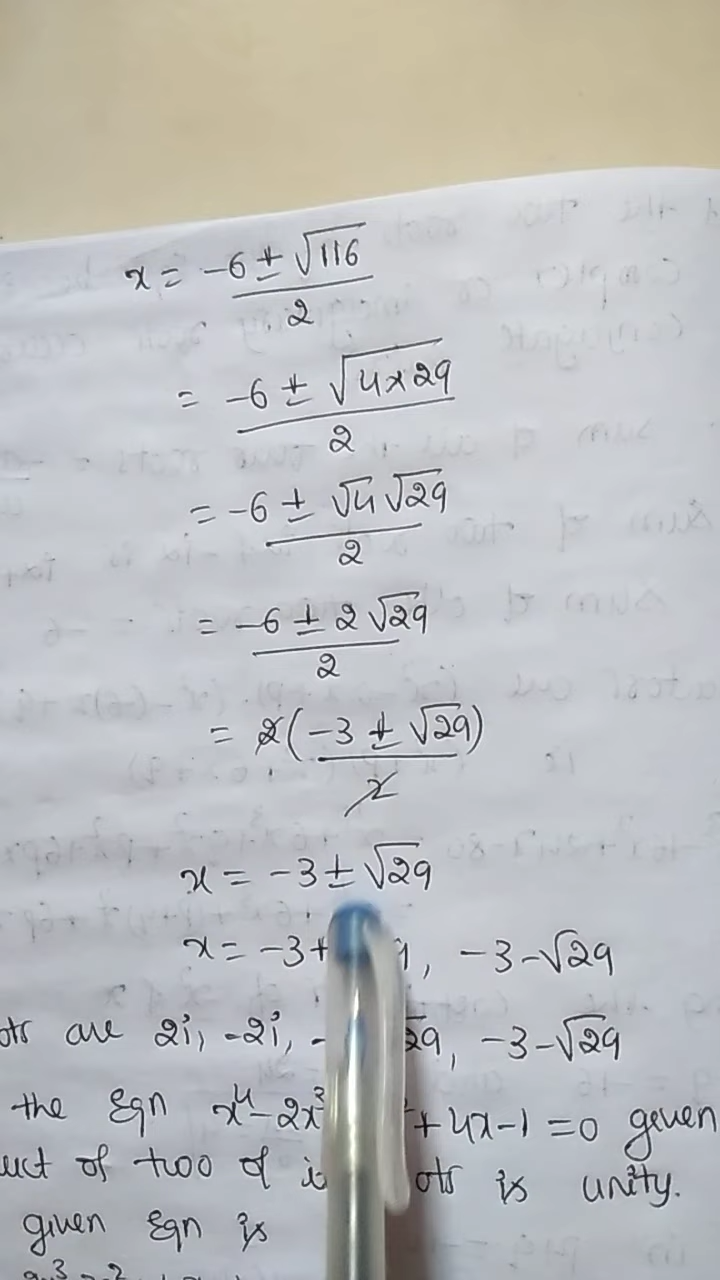 x = -6 ± √116 / 2
= -6 ± √4×29 / 2
= -6 ± √4 √29 / 2
= -6 ± 2 √29 / 2
= 2(-3 ± √29) / 2
x = -3 ± √29
x = -3+ , -3-√29
are 2i, -2i, 29, -3-√29
the Eqn x⁴ - 2x³ + 4x - 1 = 0 given
of two of is unity.
given Eqn is